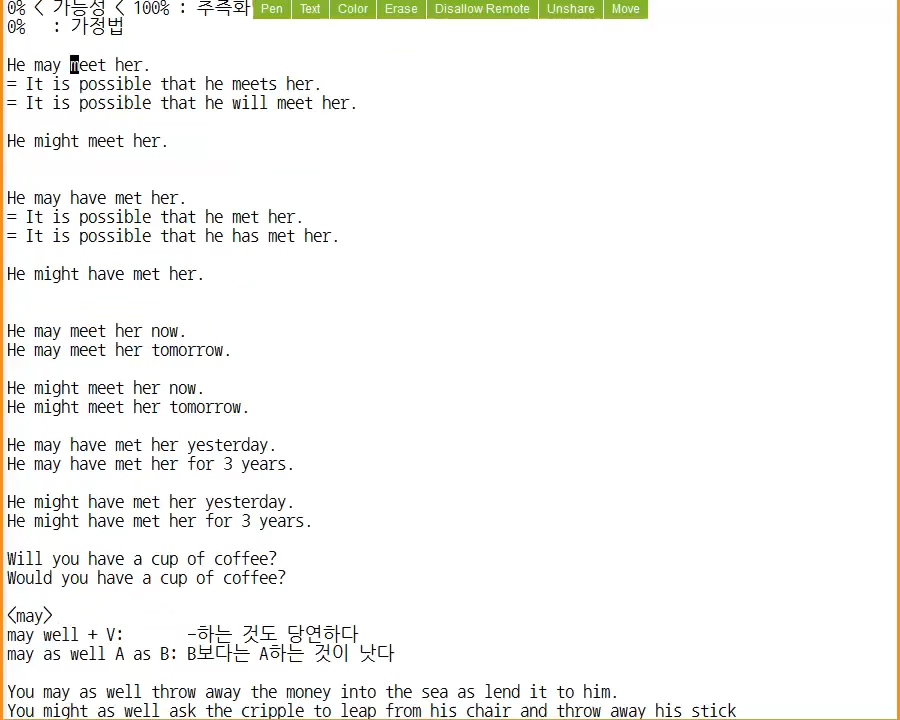 0% < 가능성 < 100% : 추측화
Pen Text Color Erase Disallow Remote Unshare Move
0% : 가정법
He may meet her.
= It is possible that he meets her.
= It is possible that he will meet her.
He might meet her.
He may have met her.
= It is possible that he met her.
= It is possible that he has met her.
He might have met her.
He may meet her now.
He may meet her tomorrow.
He might meet her now.
He might meet her tomorrow.
He may have met her yesterday.
He may have met her for 3 years.
He might have met her yesterday.
He might have met her for 3 years.
Will you have a cup of coffee?
Would you have a cup of coffee?
<may>
may well + V: -하는 것도 당연하다
may as well A as B: B보다는 A하는 것이 낫다
You may as well throw away the money into the sea as lend it to him.
You might as well ask the cripple to leap from his chair and throw away his stick